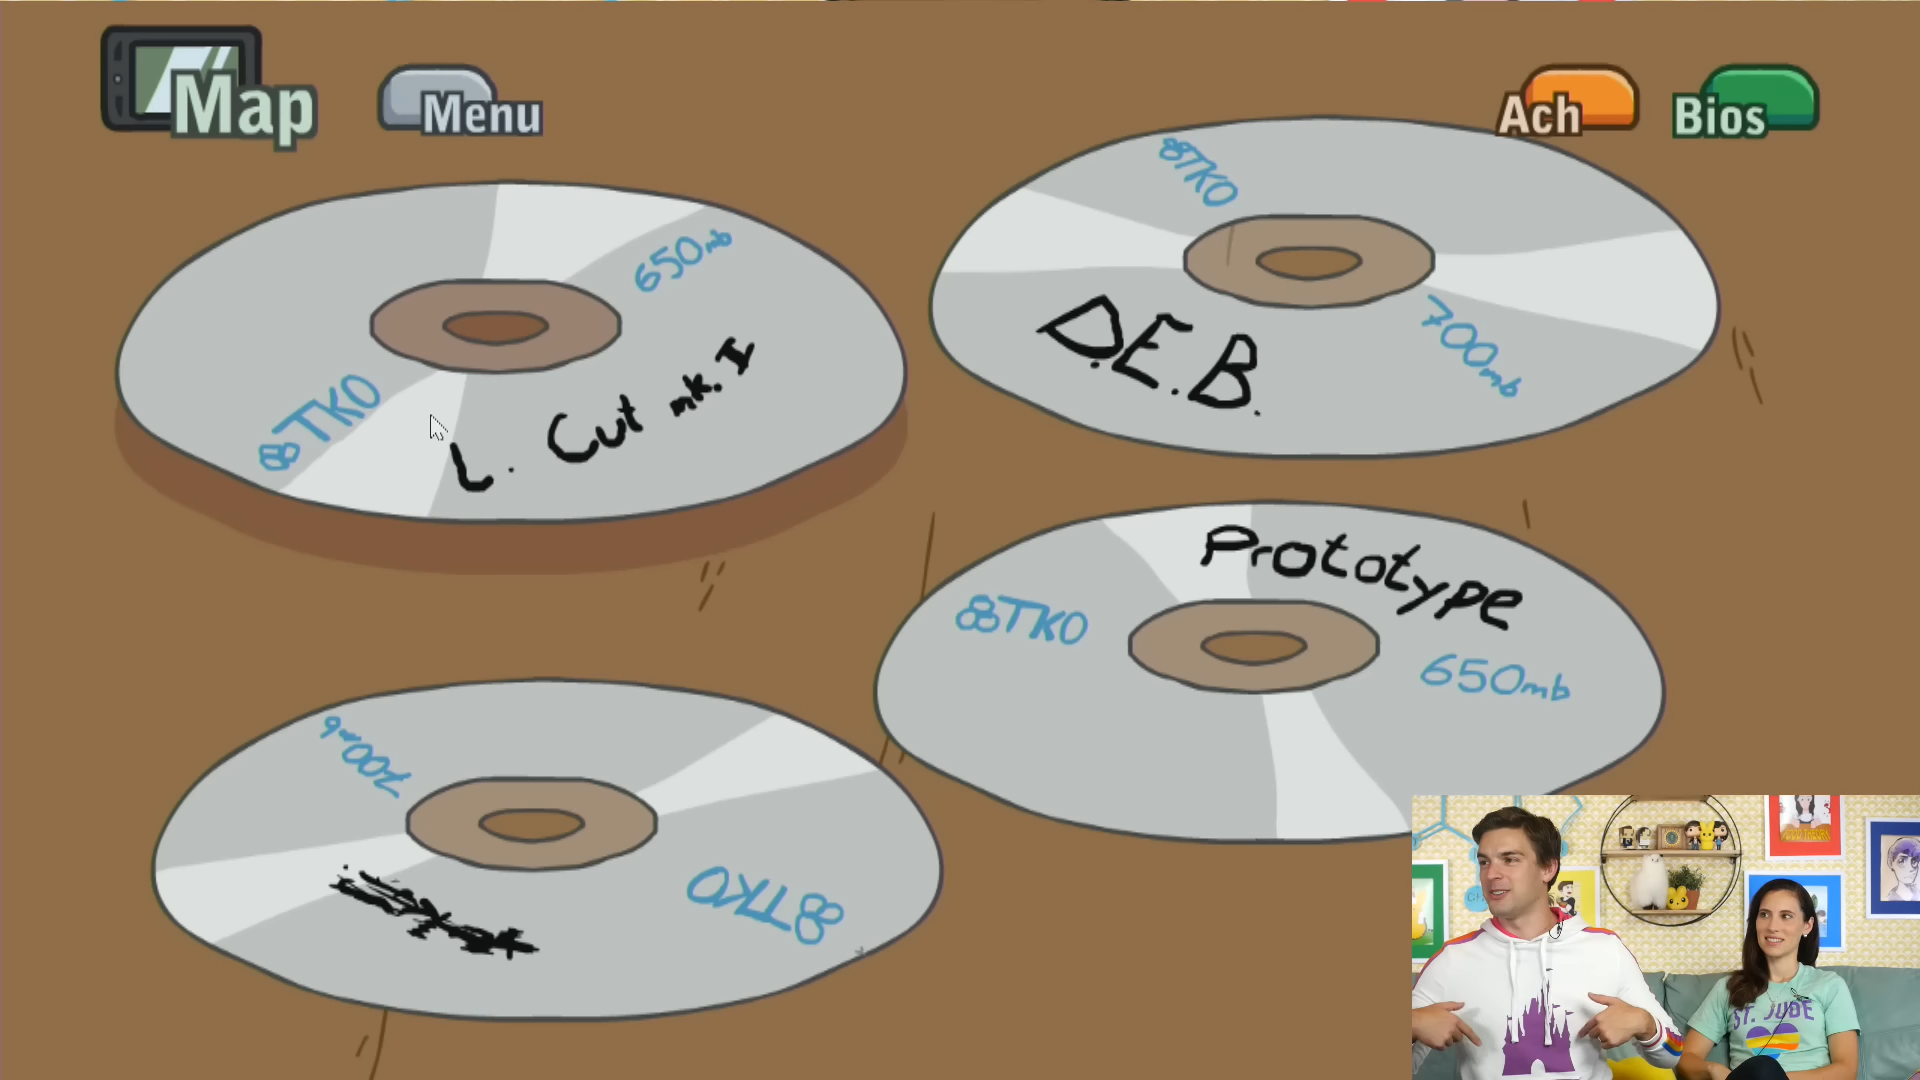 Map
Menu
Ach
Bios
8TKO
650mb
8TKO
L. Cut mk. I
D.E.B.
700mb
Prototype
8TKO
650mb
700mb
8TKO
ST. JUDE